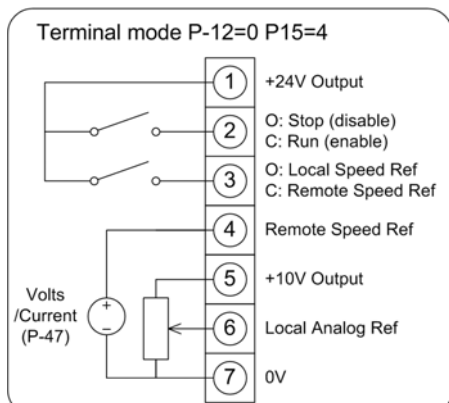 Terminal mode P-12=0 P15=4
1 +24V Output
2 O: Stop (disable)
C: Run (enable)
3 O: Local Speed Ref
C: Remote Speed Ref
4 Remote Speed Ref
5 +10V Output
Volts
/Current
(P-47)
+
−
6 Local Analog Ref
7 0V